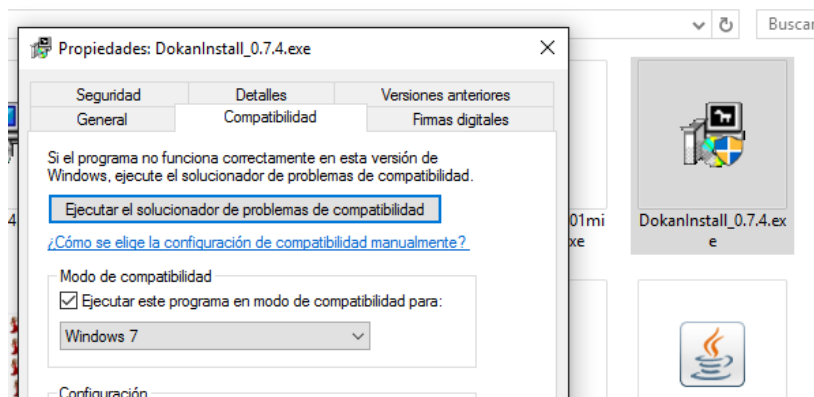 Buscar
Propiedades: DokanInstall_0.7.4.exe
Seguridad
Detalles
Versiones anteriores
General
Compatibilidad
Firmas digitales
Si el programa no funciona correctamente en esta versión de
Windows, ejecute el solucionador de problemas de compatibilidad.
Ejecutar el solucionador de problemas de compatibilidad
¿Cómo se elige la configuración de compatibilidad manualmente?
Modo de compatibilidad
Ejecutar este programa en modo de compatibilidad para:
Windows 7
Configuración
4
01mi
xe
DokanInstall_0.7.4.ex
e